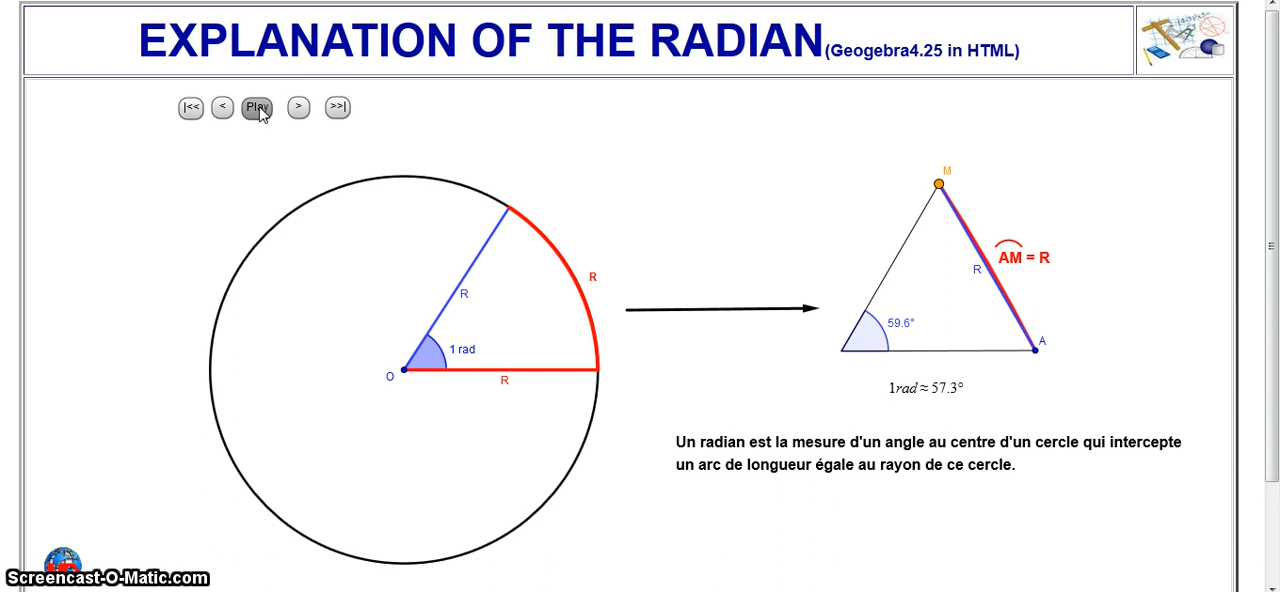 EXPLANATION OF THE RADIAN(Geogebra4.25 in HTML)
|<< < Play > >>|
M
R
AM = R
R
R
59.6°
1 rad
A
O
R
1rad ≈ 57.3°
Un radian est la mesure d'un angle au centre d'un cercle qui intercepte
un arc de longueur égale au rayon de ce cercle.
Screencast-O-Matic.com